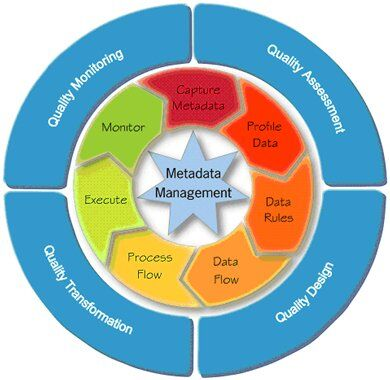 Quality Monitoring
Quality Assessment
Capture
Metadata
Monitor
Profile
Data
Metadata
Management
Execute
Data
Rules
Process
Flow
Data
Flow
Quality Transformation
Quality Design